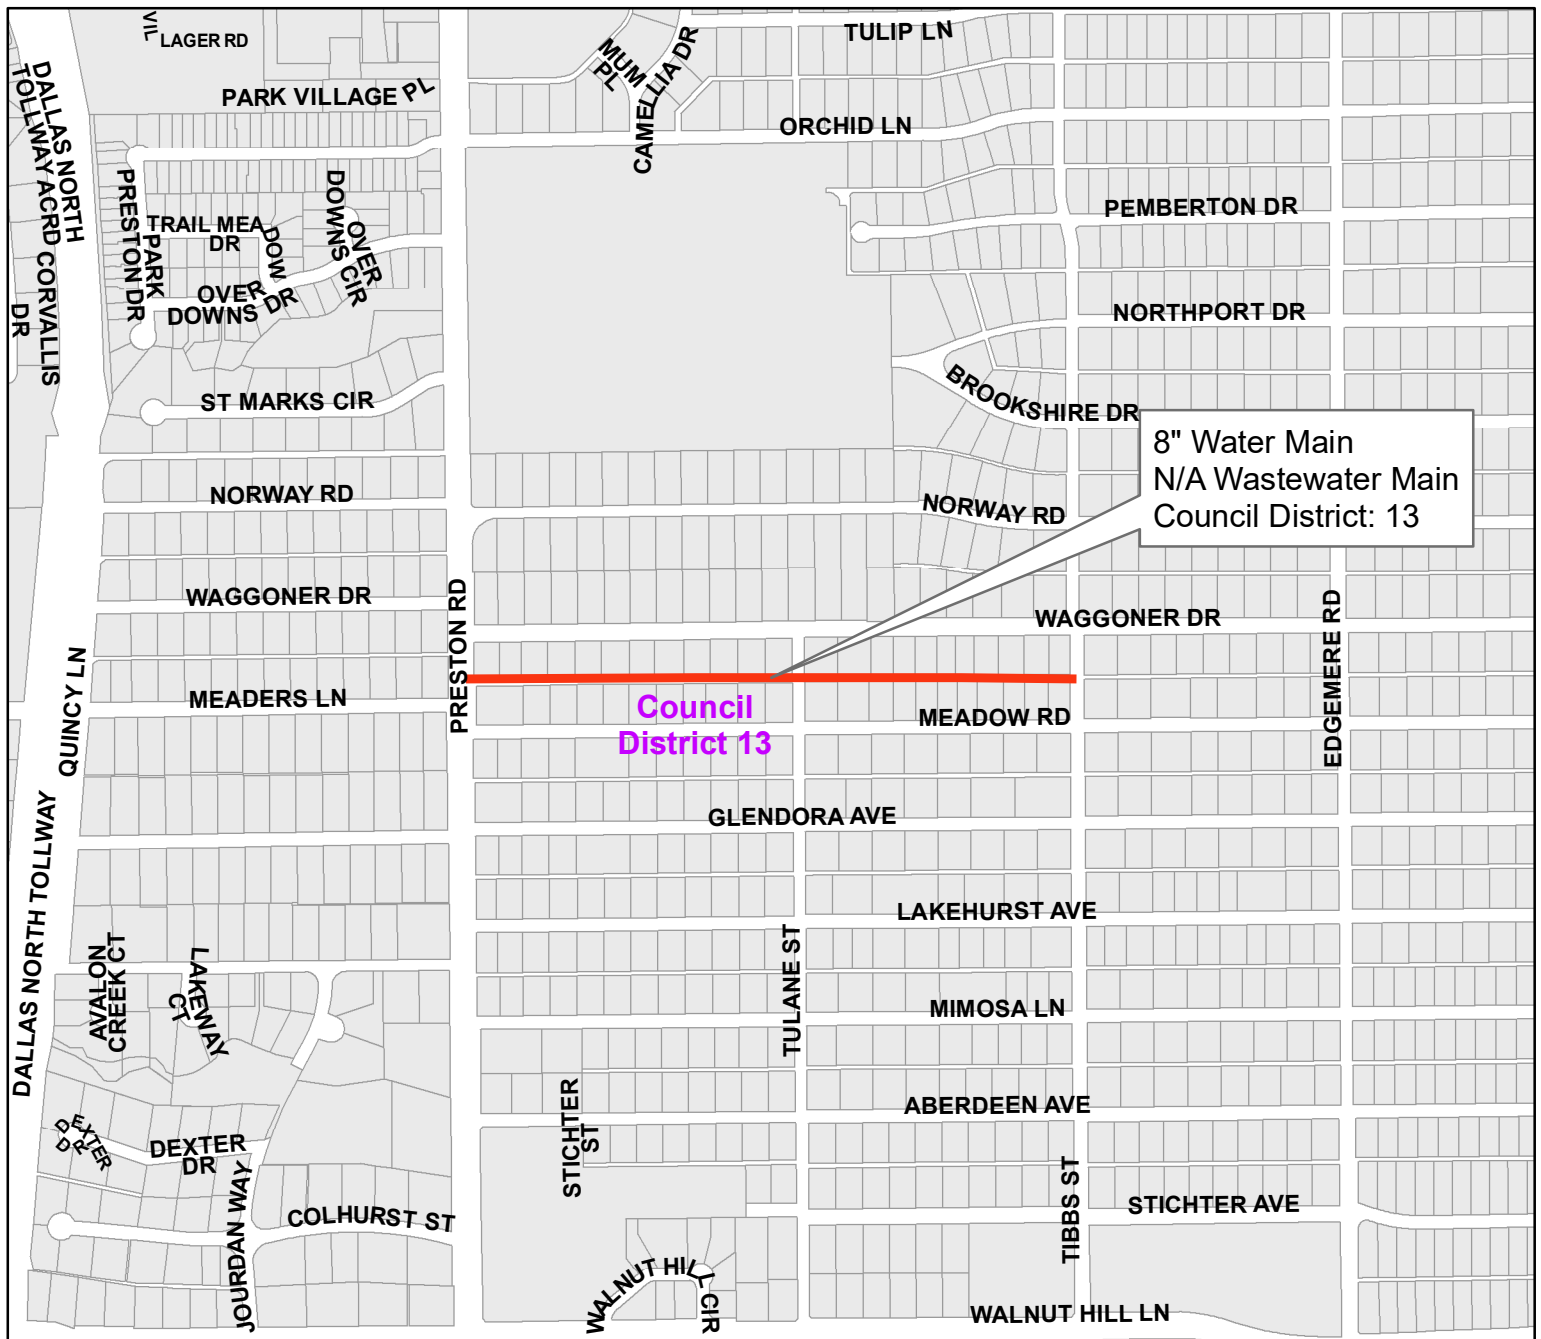 VIL
LAGER RD
TULIP LN
MUM
PL
CAMELLIA DR
PARK VILLAGE PL
ORCHID LN
DALLAS NORTH
TOLLWAY ACRD CORVALLIS
DR
PRESTON DR
PARK
TRAIL MEA
DR
DOW
DOWNS CIR
OVER
OVER
DOWNS DR
R
PEMBERTON DR
NORTHPORT DR
ST MARKS CIR
BROOKSHIRE DR
8" Water Main
N/A Wastewater Main
Council District: 13
NORWAY RD
NORWAY RD
WAGGONER DR
WAGGONER DR
PRESTON RD
EDGEMERE RD
QUINCY LN
MEADERS LN
Council
District 13
MEADOW RD
GLENDORA AVE
DALLAS NORTH TOLLWAY
LAKEHURST AVE
AVALON
CREEK CT
LAKEWAY
CT
TULANE ST
MIMOSA LN
STICHTER
ST
ABERDEEN AVE
DEXTER
DR
DEXTER
DR
JOURDAN WAY
COLHURST ST
TIBBS ST
STICHTER AVE
WALNUT HILL CIR
WALNUT HILL LN